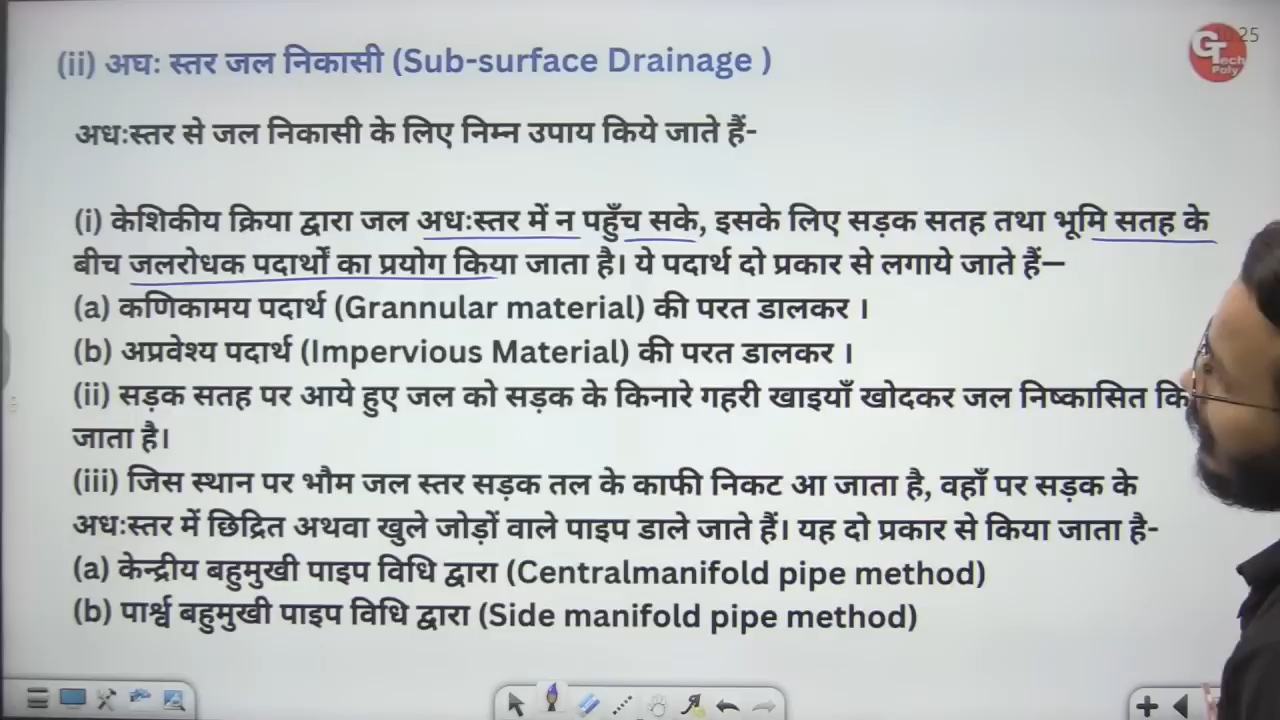 (ii) अघः स्तर जल निकासी (Sub-surface Drainage )
GTech Poly
25
अधःस्तर से जल निकासी के लिए निम्न उपाय किये जाते हैं-
(i) केशिकीय क्रिया द्वारा जल अधःस्तर में न पहुँच सके, इसके लिए सड़क सतह तथा भूमि सतह के
बीच जलरोधक पदार्थों का प्रयोग किया जाता है। ये पदार्थ दो प्रकार से लगाये जाते हैं—
(a) कणिकामय पदार्थ (Grannular material) की परत डालकर ।
(b) अप्रवेश्य पदार्थ (Impervious Material) की परत डालकर ।
(ii) सड़क सतह पर आये हुए जल को सड़क के किनारे गहरी खाइयाँ खोदकर जल निष्कासित कि
जाता है।
(iii) जिस स्थान पर भौम जल स्तर सड़क तल के काफी निकट आ जाता है, वहाँ पर सड़क के
अधःस्तर में छिद्रित अथवा खुले जोड़ों वाले पाइप डाले जाते हैं। यह दो प्रकार से किया जाता है-
(a) केन्द्रीय बहुमुखी पाइप विधि द्वारा (Centralmanifold pipe method)
(b) पार्श्व बहुमुखी पाइप विधि द्वारा (Side manifold pipe method)